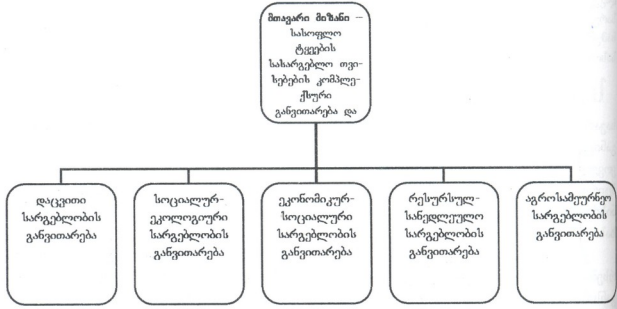 მთავარი მიზანი –
სასოფლო
ტყეების
სასარგებლო თვი-
სებების კომპლე-
ქსური
განვითარება და
დაცვითი
სარგებლობის
განვითარება
სოციალურ-
ეკოლოგიური
სარგებლობის
განვითარება
ეკონომიკურ-
სოციალური
სარგებლობის
განვითარება
რესურსულ-
სანედლეულო
სარგებლობის
განვითარება
აგროსამეურნეო
სარგებლობის
განვითარება